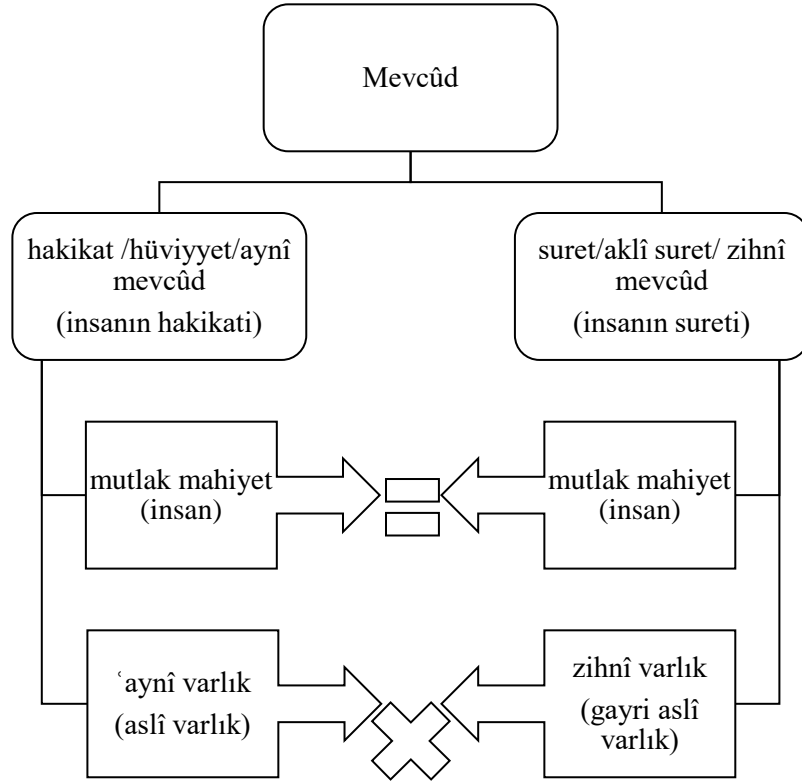 Mevcûd
hakikat /hüviyyet/aynî
mevcûd
(insanın hakikati)
suret/aklî suret/ zihnî
mevcûd
(insanın sureti)
mutlak mahiyet
(insan)
mutlak mahiyet
(insan)
ʿaynî varlık
(aslî varlık)
zihnî varlık
(gayri aslî
varlık)